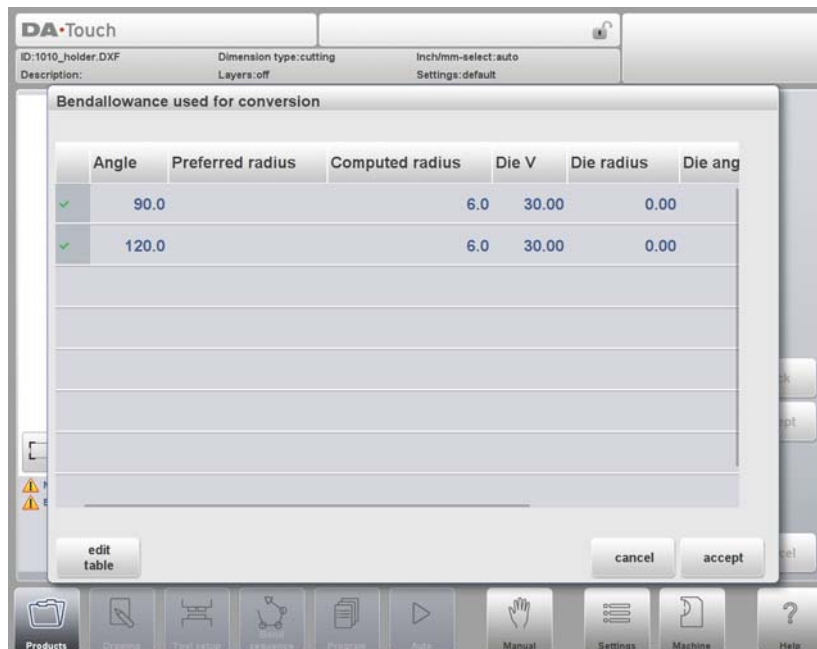 DA·Touch
ID:1010_holder.DXF Dimension type:cutting Inch/mm-select:auto
Description: Layers:off Settings:default
Bendallowance used for conversion
Angle Preferred radius Computed radius Die V Die radius Die ang
90.0 6.0 30.00 0.00
120.0 6.0 30.00 0.00
edit
table
cancel accept
Products Drawing Tool setup Bend sequence Program Auto Manual Settings Machine Help